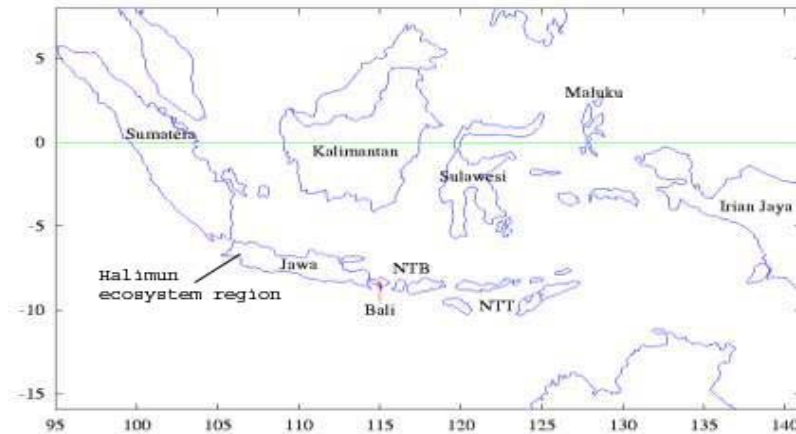 5
Maluku
Sumatera
0
Kalimantan
Sulawesi
Irian Jaya
-5
Halimun
ecosystem region
Jawa
NTB
-10
Bali
NTT
-15
95 100 105 110 115 120 125 130 135 140